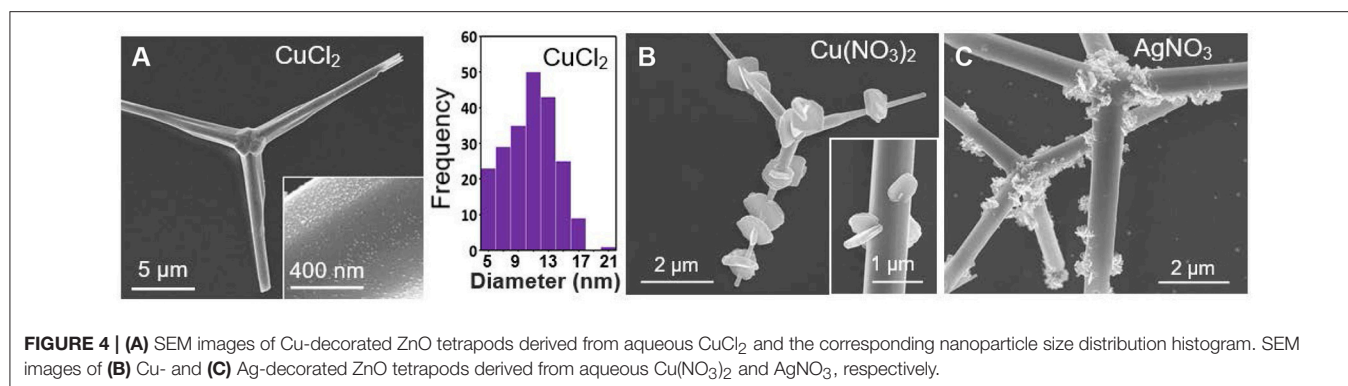 A
CuCl₂
5 µm
400 nm
60
50
40
30
20
10
0
Frequency
CuCl₂
5 9 13 17 21
Diameter (nm)
B
Cu(NO₃)₂
2 µm
1 µm
C
AgNO₃
2 µm
FIGURE 4 | (A) SEM images of Cu-decorated ZnO tetrapods derived from aqueous CuCl₂ and the corresponding nanoparticle size distribution histogram. SEM
images of (B) Cu- and (C) Ag-decorated ZnO tetrapods derived from aqueous Cu(NO₃)₂ and AgNO₃, respectively.